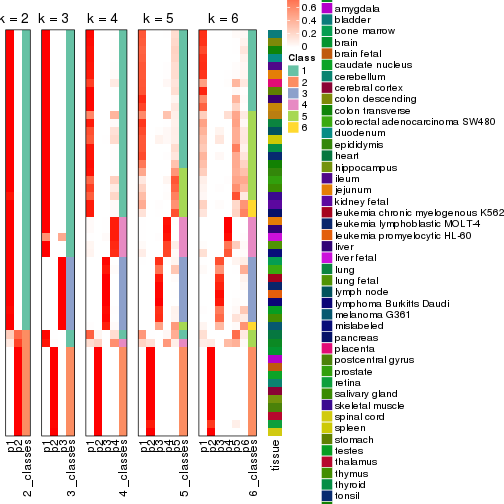 k = 2
k = 3
k = 4
k = 5
k = 6
0.6
0.4
0.2
0
Class
1
2
3
4
5
6
p1
p2
2_classes
p1
p2
p3
3_classes
p1
p2
p3
p4
4_classes
p1
p2
p3
p4
p5
5_classes
p1
p2
p3
p4
p5
p6
6_classes
tissue
amygdala
bladder
bone marrow
brain
brain fetal
caudate nucleus
cerebellum
cerebral cortex
colon descending
colon transverse
colorectal adenocarcinoma SW480
duodenum
epididymis
heart
hippocampus
ileum
jejunum
kidney fetal
leukemia chronic myelogenous K562
leukemia lymphoblastic MOLT-4
leukemia promyelocytic HL-60
liver
liver fetal
lung
lung fetal
lymph node
lymphoma Burkitts Daudi
melanoma G361
mislabeled
pancreas
placenta
postcentral gyrus
prostate
retina
salivary gland
skeletal muscle
spinal cord
spleen
stomach
testes
thalamus
thymus
thyroid
tonsil